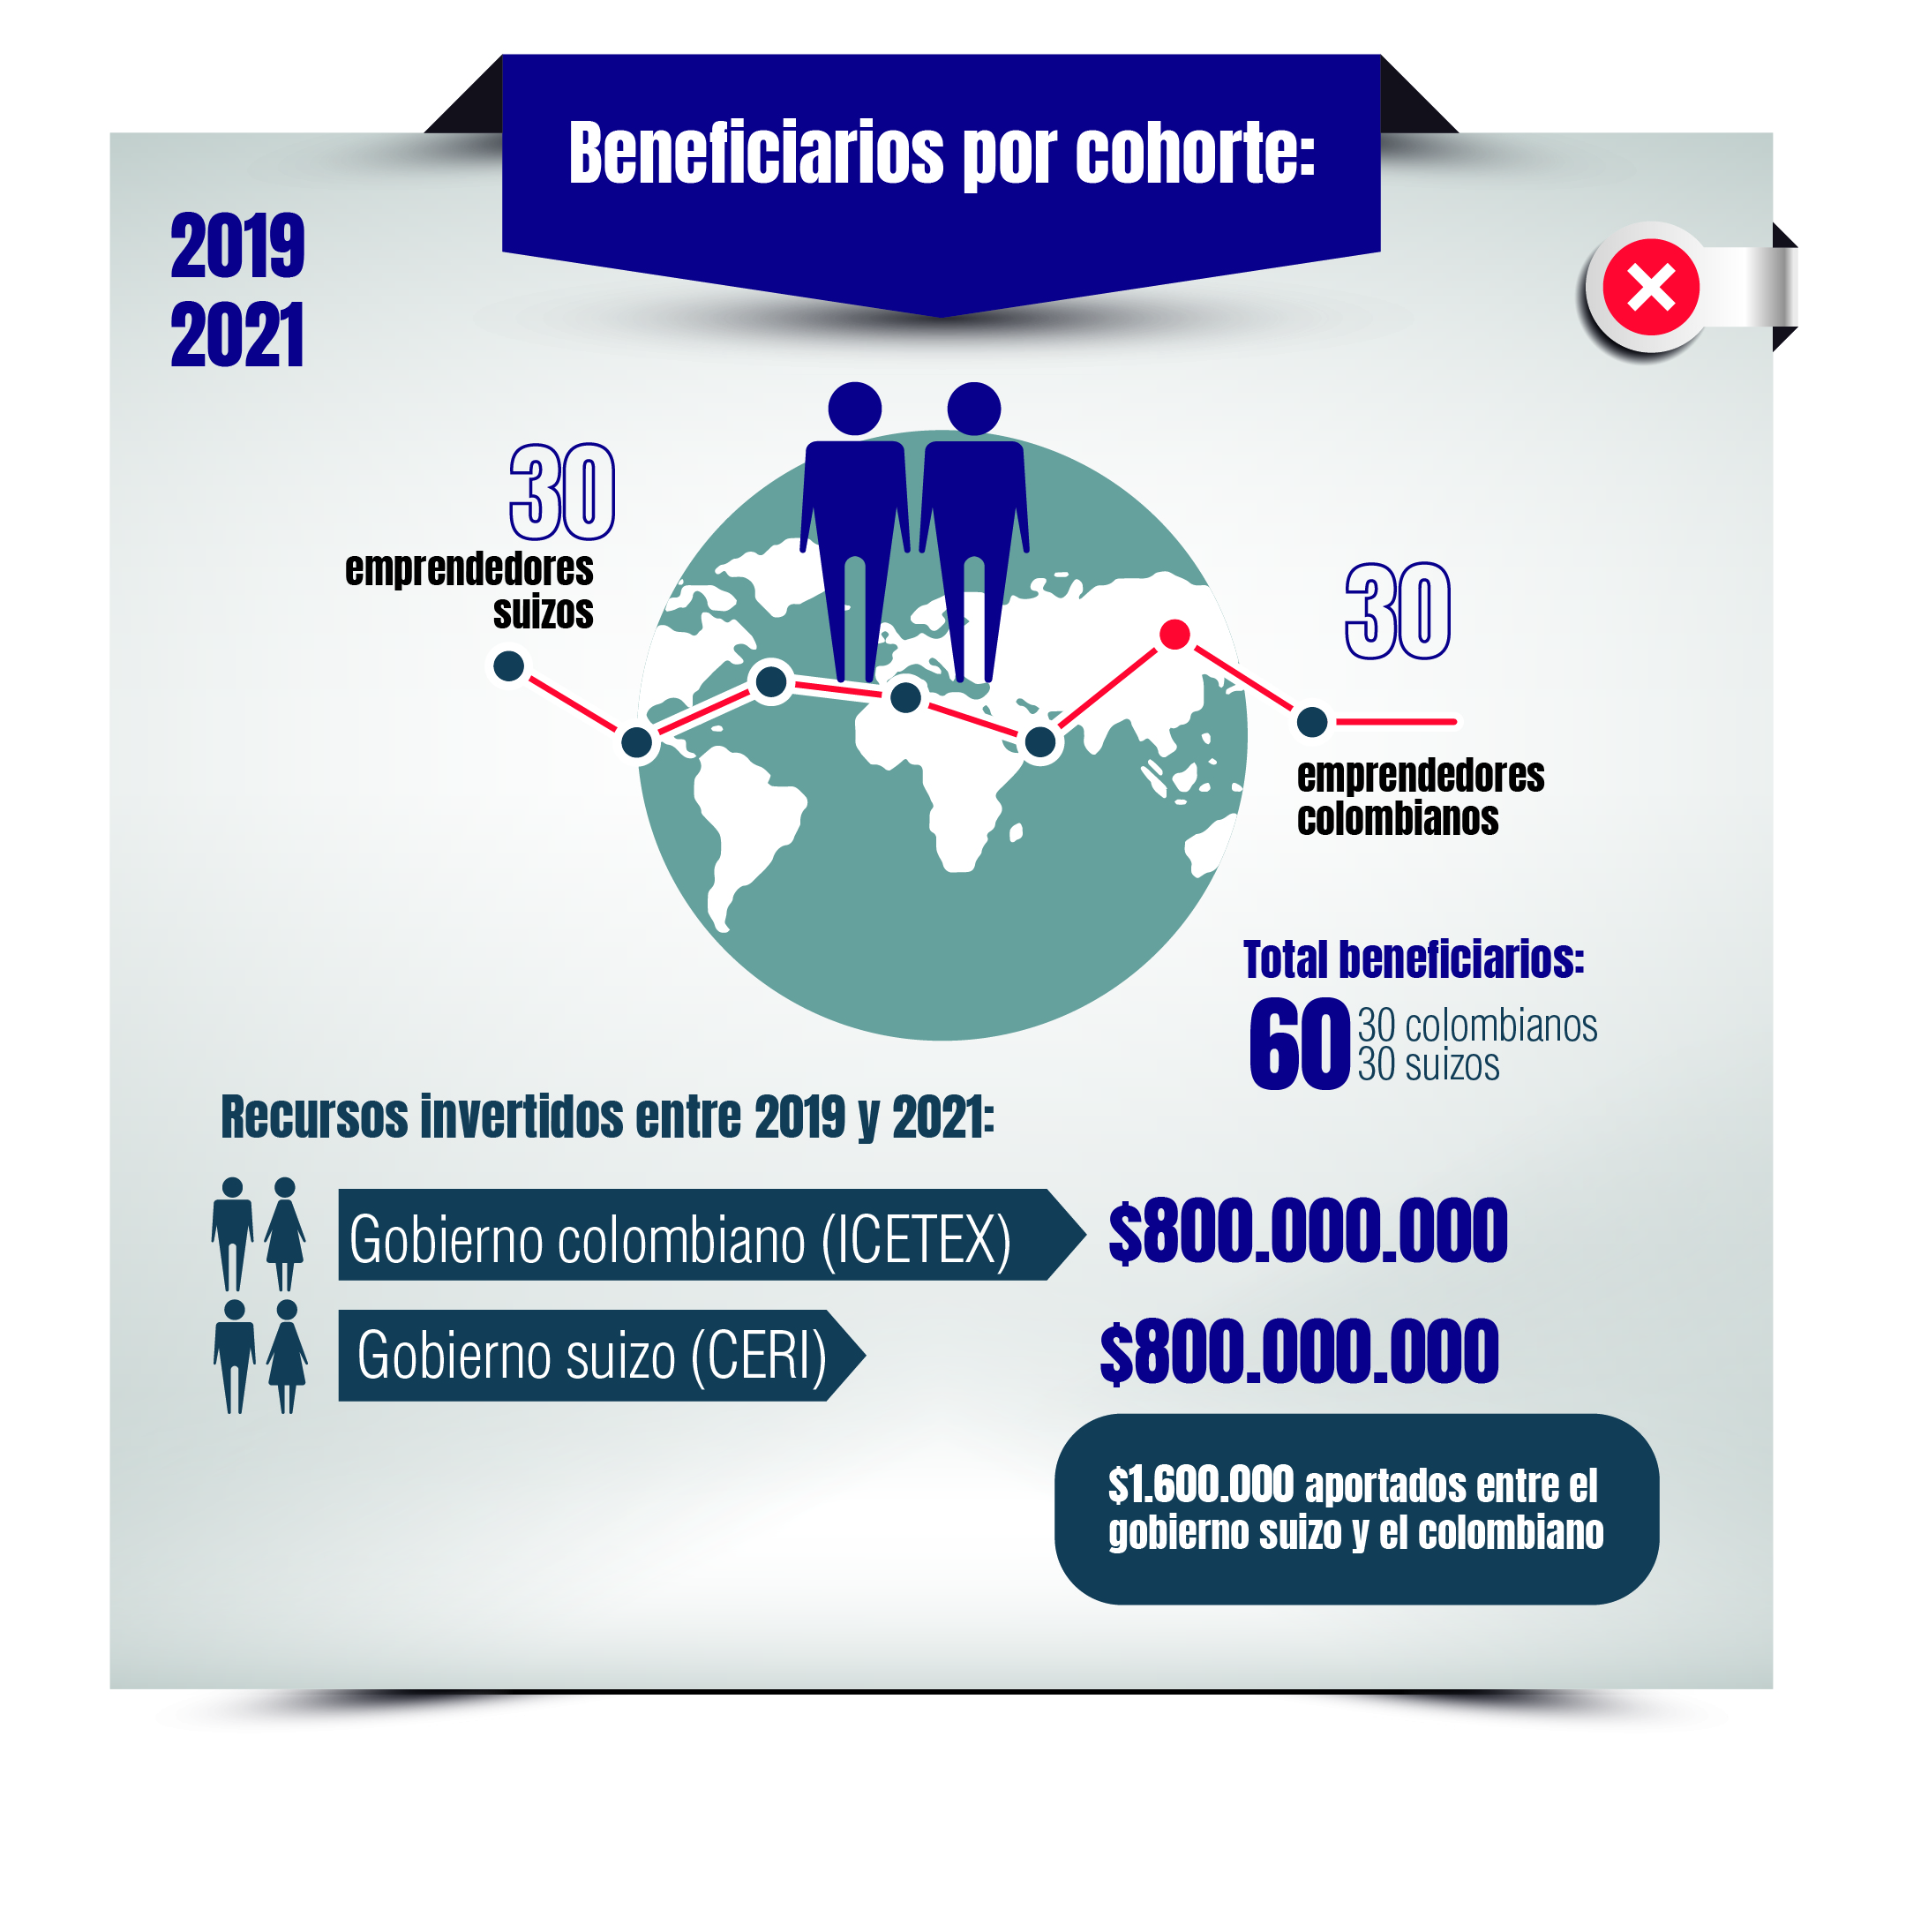 Beneficiarios por cohorte:
2019
2021
30
emprendedores
suizos
30
emprendedores
colombianos
Total beneficiarios:
60
30 colombianos
30 suizos
Recursos invertidos entre 2019 y 2021:
Gobierno colombiano (ICETEX)
$800.000.000
Gobierno suizo (CERI)
$800.000.000
$1.600.000 aportados entre el
gobierno suizo y el colombiano